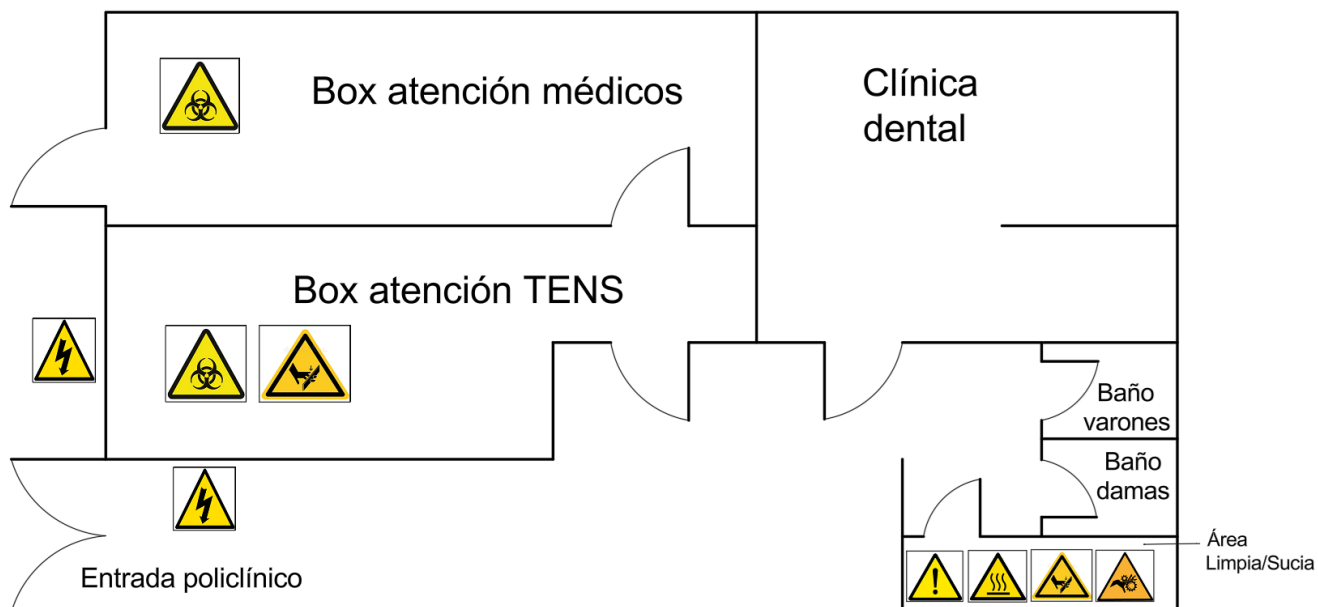 Box atención médicos
Clínica
dental
Box atención TENS
Baño
varones
Baño
damas
Entrada policlínico
Área
Limpia/Sucia